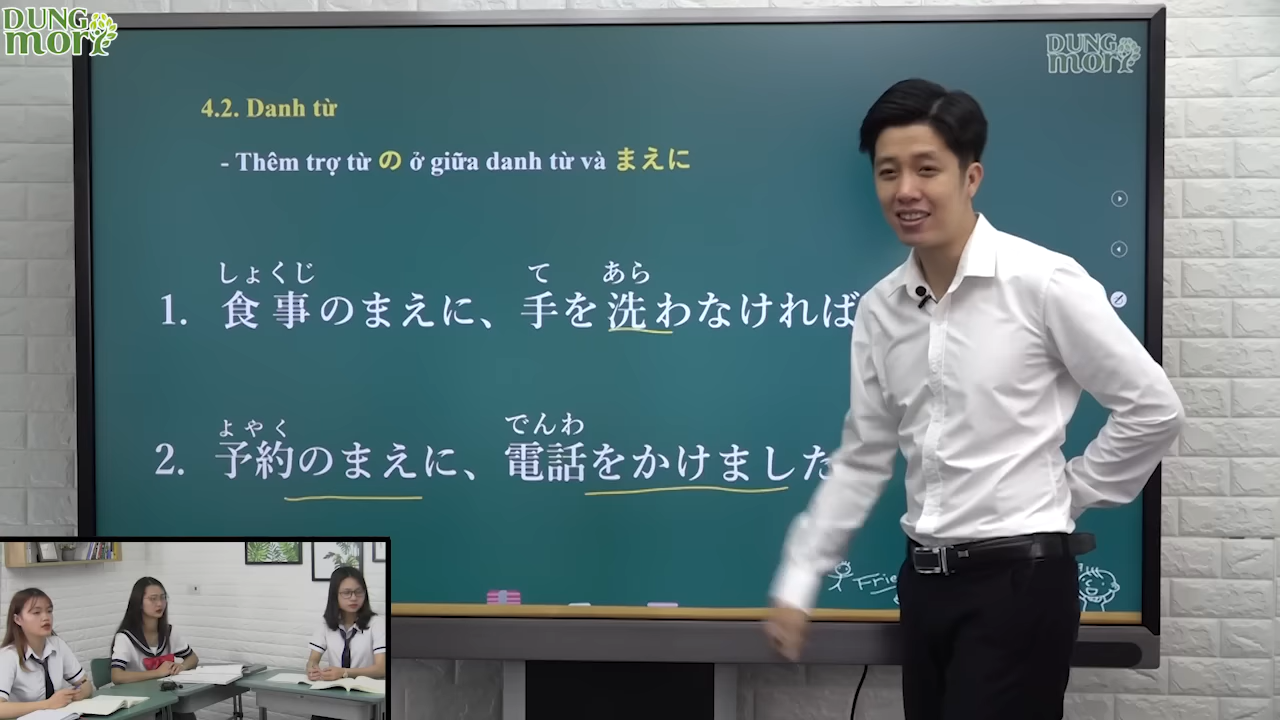 DUNG
mori
DUNG
mori
4.2. Danh từ
- Thêm trợ từ の ở giữa danh từ và まえに
しょくじ て あら
1. 食事のまえに、手を洗わなければ
よやく でんわ
2. 予約のまえに、電話をかけました
Frie